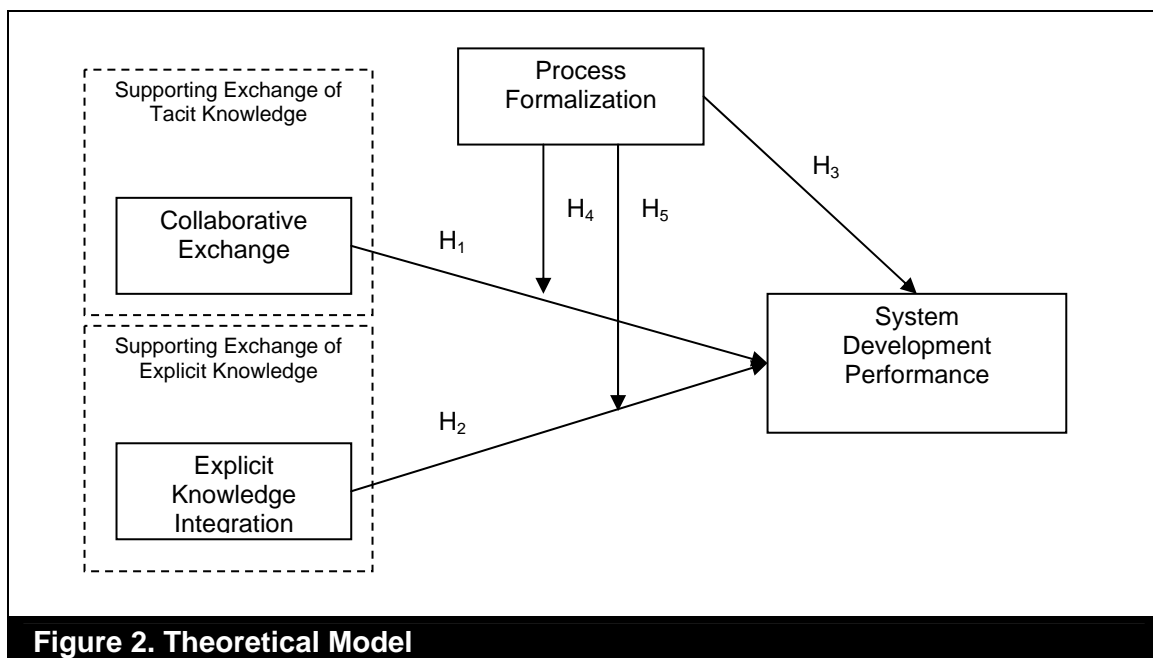 Supporting Exchange of
Tacit Knowledge
Collaborative
Exchange
Supporting Exchange of
Explicit Knowledge
Explicit
Knowledge
Integration
Process
Formalization
H1
H2
H4
H5
H3
System
Development
Performance
Figure 2. Theoretical Model